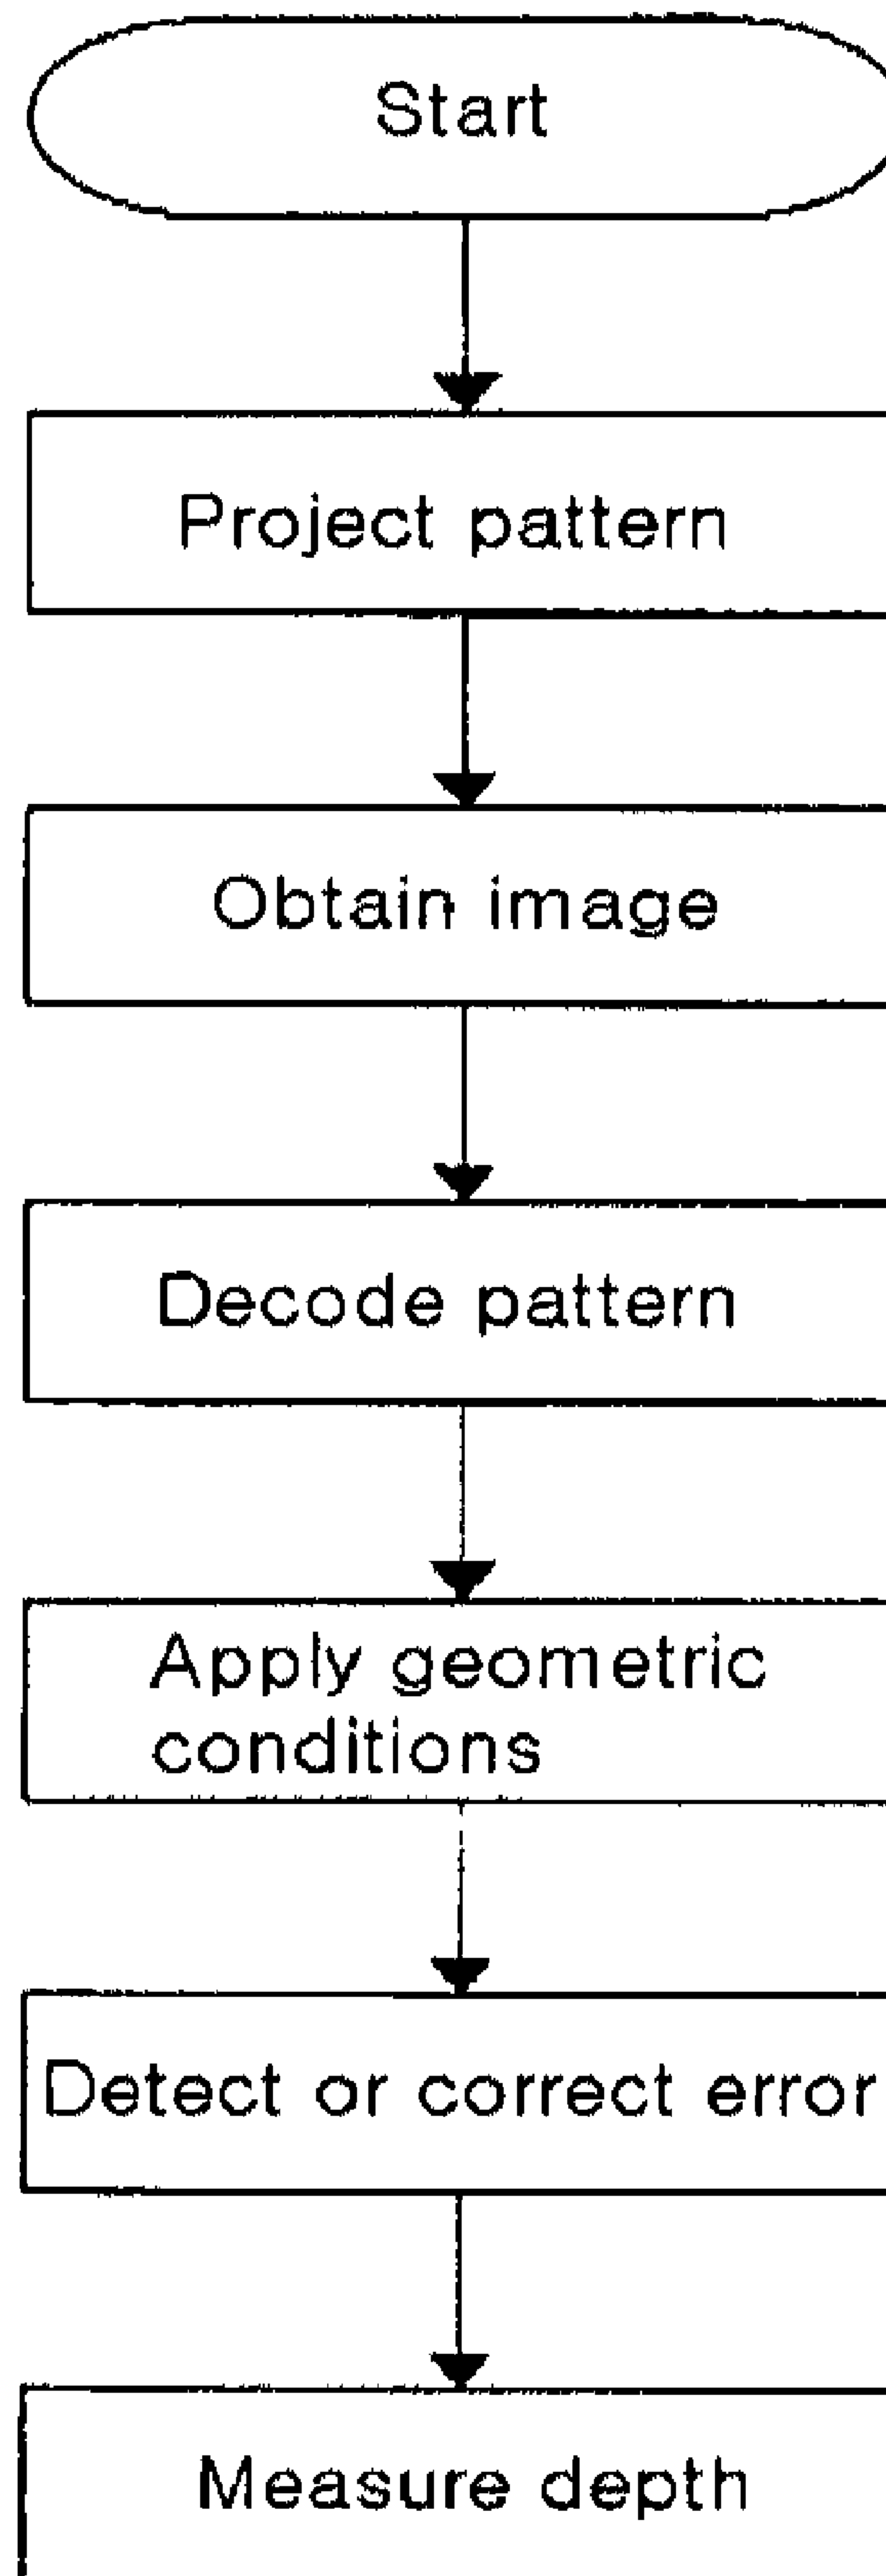 Start
Project pattern
Obtain image
Decode pattern
Apply geometric
conditions
Detect or correct error
Measure depth